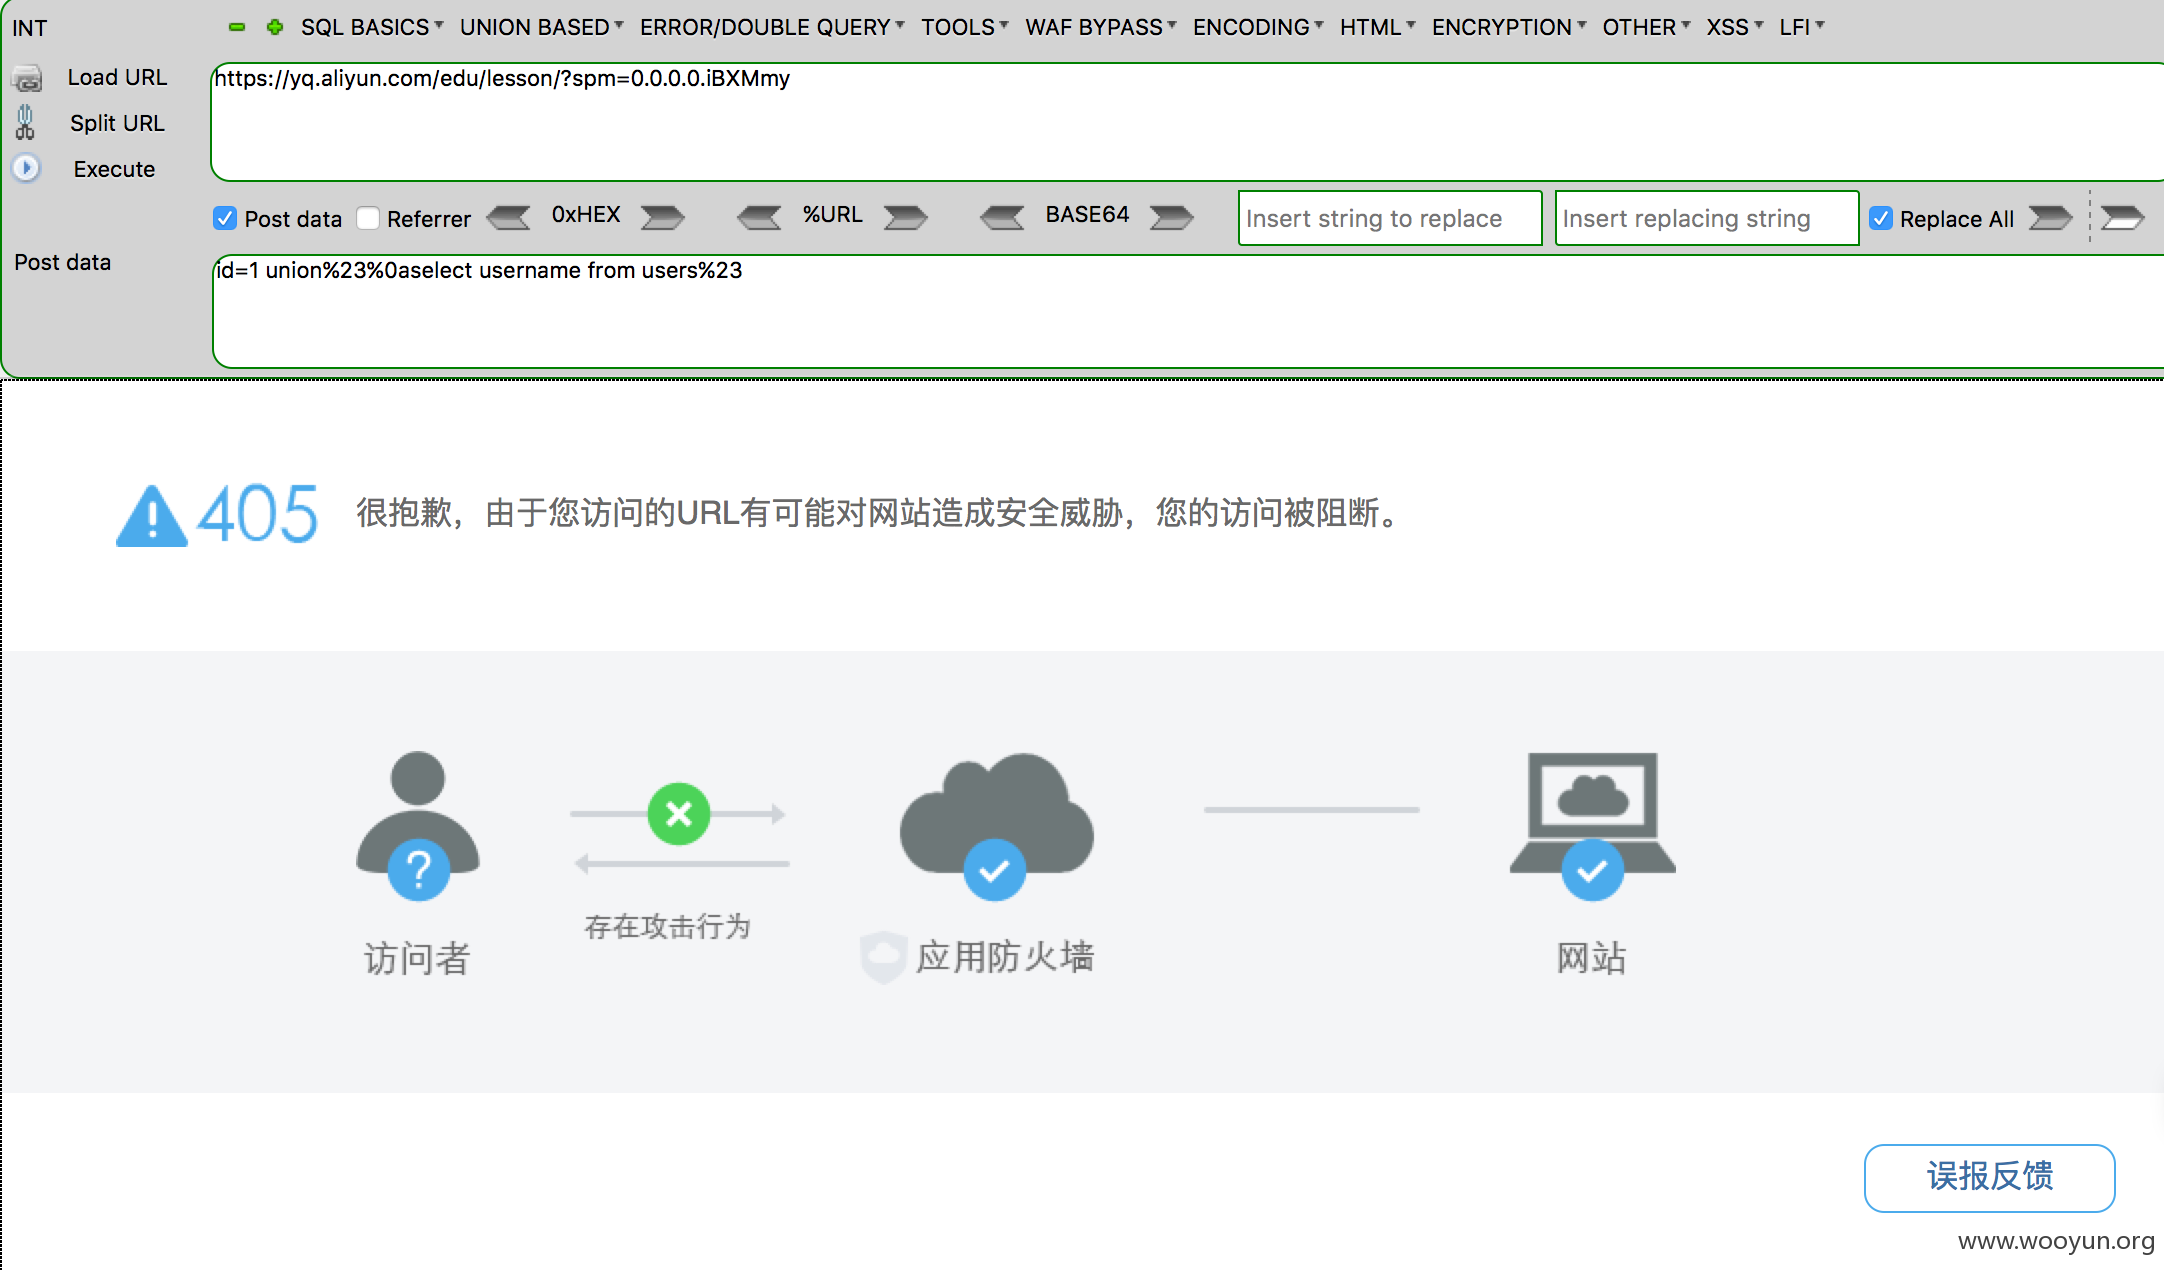 INT
SQL BASICS UNION BASED ERROR/DOUBLE QUERY TOOLS WAF BYPASS ENCODING HTML ENCRYPTION OTHER XSS LFI
Load URL
https://yq.aliyun.com/edu/lesson/?spm=0.0.0.0.iBXMmy
Split URL
Execute
Post data Referrer 0xHEX %URL BASE64 Insert string to replace Insert replacing string Replace All
Post data
id=1 union%23%0aselect username from users%23
405 很抱歉，由于您访问的URL有可能对网站造成安全威胁，您的访问被阻断。
存在攻击行为
访问者 应用防火墙 网站
误报反馈
www.wooyun.org